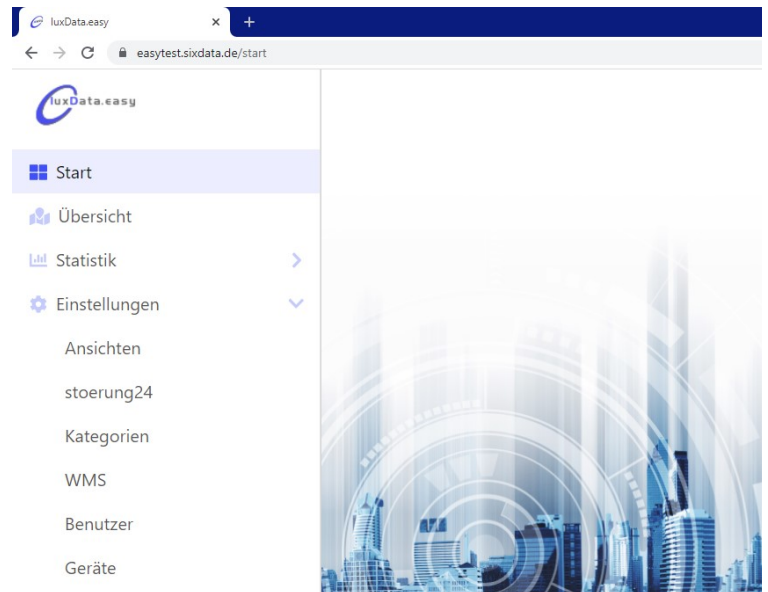 luxData.easy
easytest.sixdata.de/start
luxData.easy
Start
Übersicht
Statistik
Einstellungen
Ansichten
stoerung24
Kategorien
WMS
Benutzer
Geräte